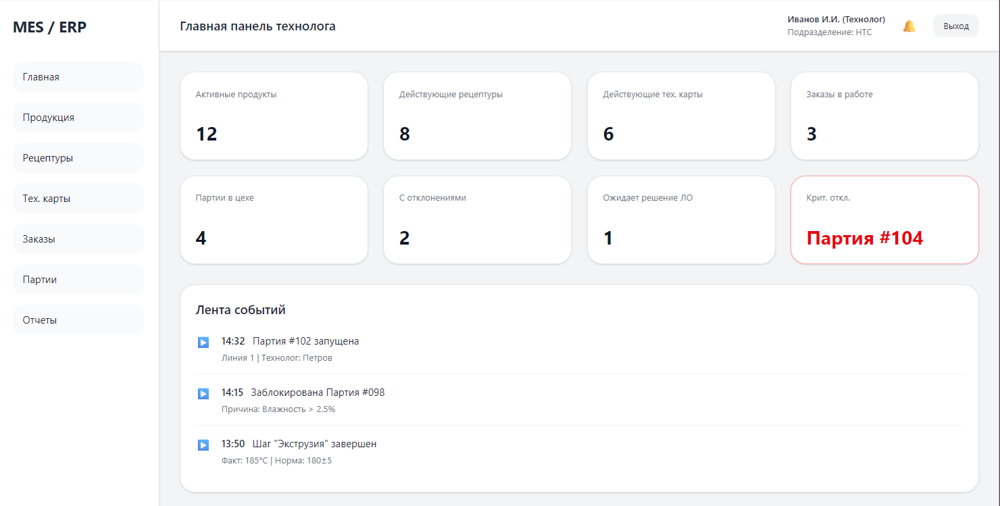 MES / ERP
Главная
Продукция
Рецептуры
Тех. карты
Заказы
Партии
Отчеты
Главная панель технолога
Иванов И.И. (Технолог)
Подразделение: НТС
Выход
Активные продукты
12
Действующие рецептуры
8
Действующие тех. карты
6
Заказы в работе
3
Партии в цехе
4
С отклонениями
2
Ожидает решение ЛО
1
Крит. откл.
Партия #104
Лента событий
14:32 Партия #102 запущена
Линия 1 | Технолог: Петров
14:15 Заблокирована Партия #098
Причина: Влажность > 2.5%
13:50 Шаг "Экструзия" завершен
Факт: 185°C | Норма: 180±5